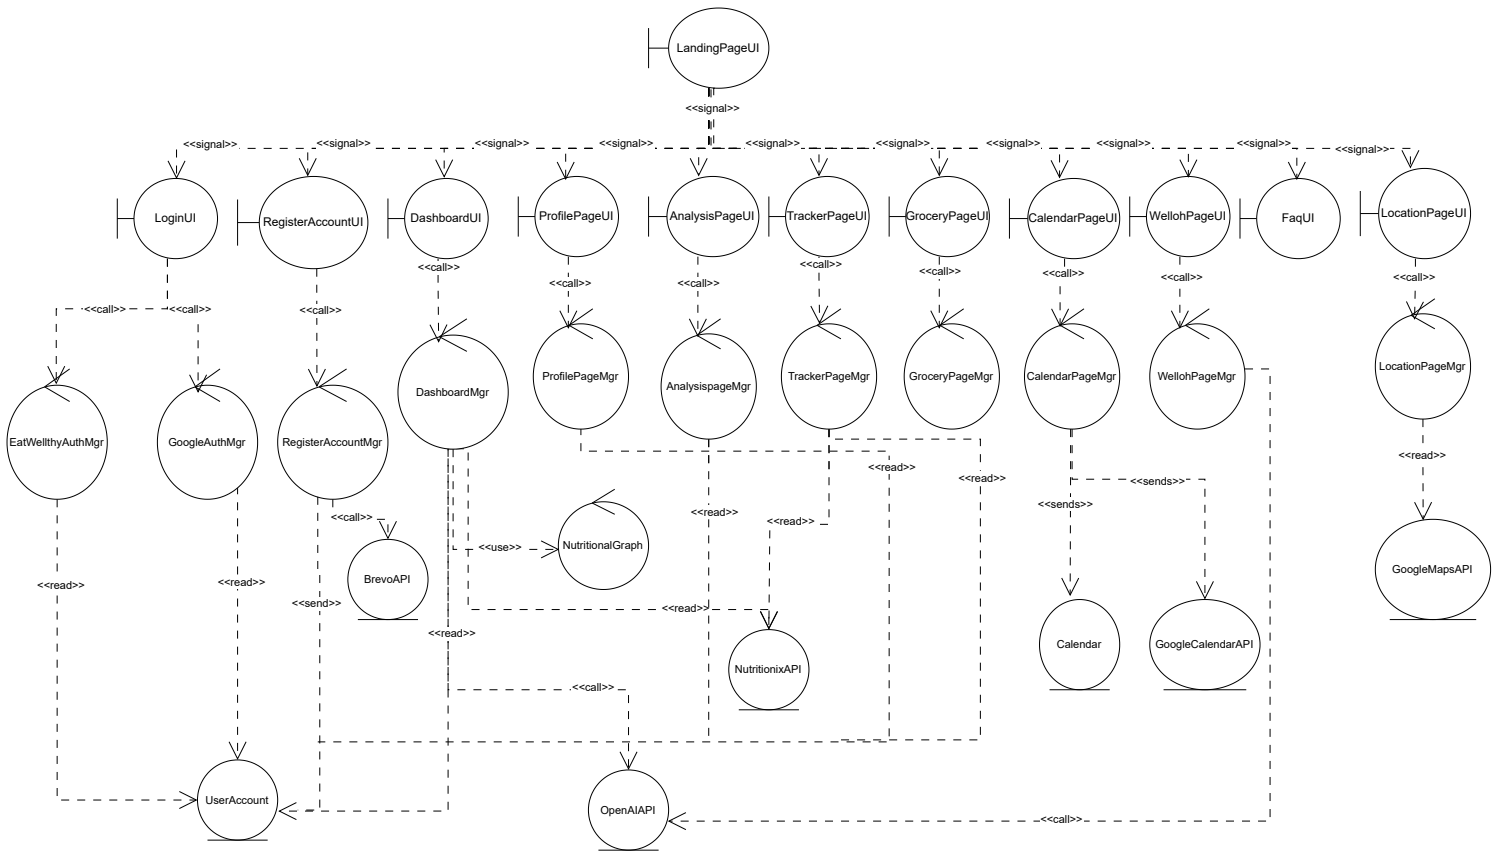 LandingPageUI
<<signal>>
<<signal>>
<<signal>>
<<signal>>
<<signal>>
<<signal>>
<<signal>>
<<signal>>
<<signal>>
<<signal>>
<<signal>>
<<signal>>
LoginUI
RegisterAccountUI
DashboardUI
ProfilePageUI
AnalysisPageUI
TrackerPageUI
GroceryPageUI
CalendarPageUI
WellohPageUI
FaqUI
LocationPageUI
<<call>>
<<call>>
<<call>>
<<call>>
<<call>>
<<call>>
<<call>>
<<call>>
<<call>>
<<call>>
<<call>>
EatWellthyAuthMgr
GoogleAuthMgr
RegisterAccountMgr
DashboardMgr
ProfilePageMgr
AnalysispageMgr
TrackerPageMgr
GroceryPageMgr
CalendarPageMgr
WellohPageMgr
LocationPageMgr
<<read>>
<<read>>
<<read>>
<<sends>>
<<sends>>
<<read>>
<<call>>
<<read>>
<<use>>
NutritionalGraph
BrevoAPI
GoogleMapsAPI
<<read>>
<<read>>
<<send>>
<<read>>
<<read>>
Calendar
GoogleCalendarAPI
NutritionixAPI
<<call>>
UserAccount
OpenAIAPI
<<call>>